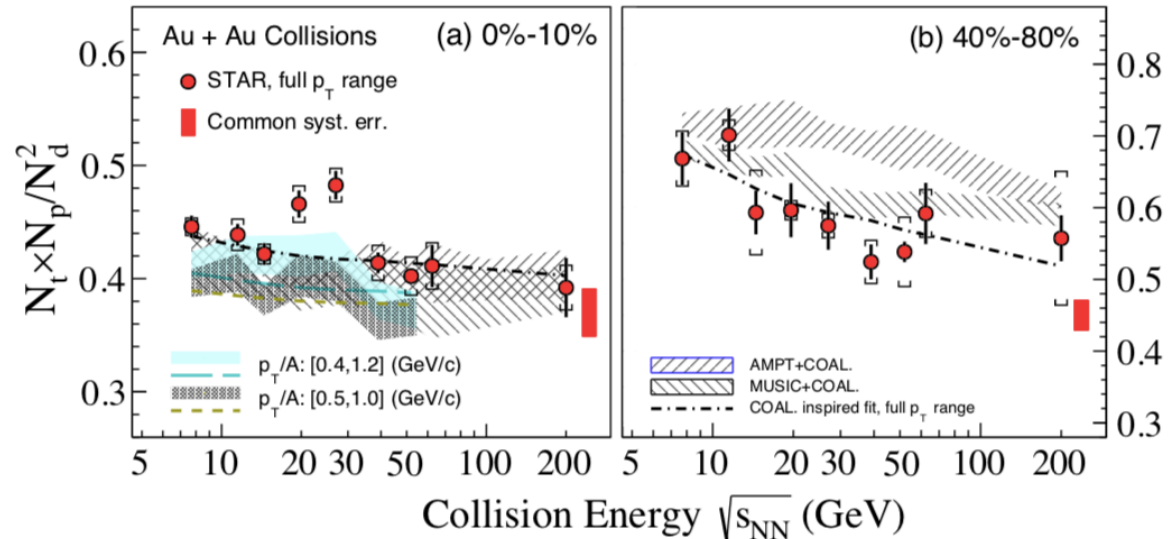 Au + Au Collisions
(a) 0%-10%
STAR, full p_T range
Common syst. err.
p_T/A: [0.4,1.2] (GeV/c)
p_T/A: [0.5,1.0] (GeV/c)
N_t×N_p/N_d^2
0.6
0.5
0.4
0.3
5 10 20 30 50 100 200
(b) 40%-80%
AMPT+COAL.
MUSIC+COAL.
COAL. inspired fit, full p_T range
0.8
0.7
0.6
0.5
0.4
0.3
5 10 20 30 50 100 200
Collision Energy √s_NN (GeV)